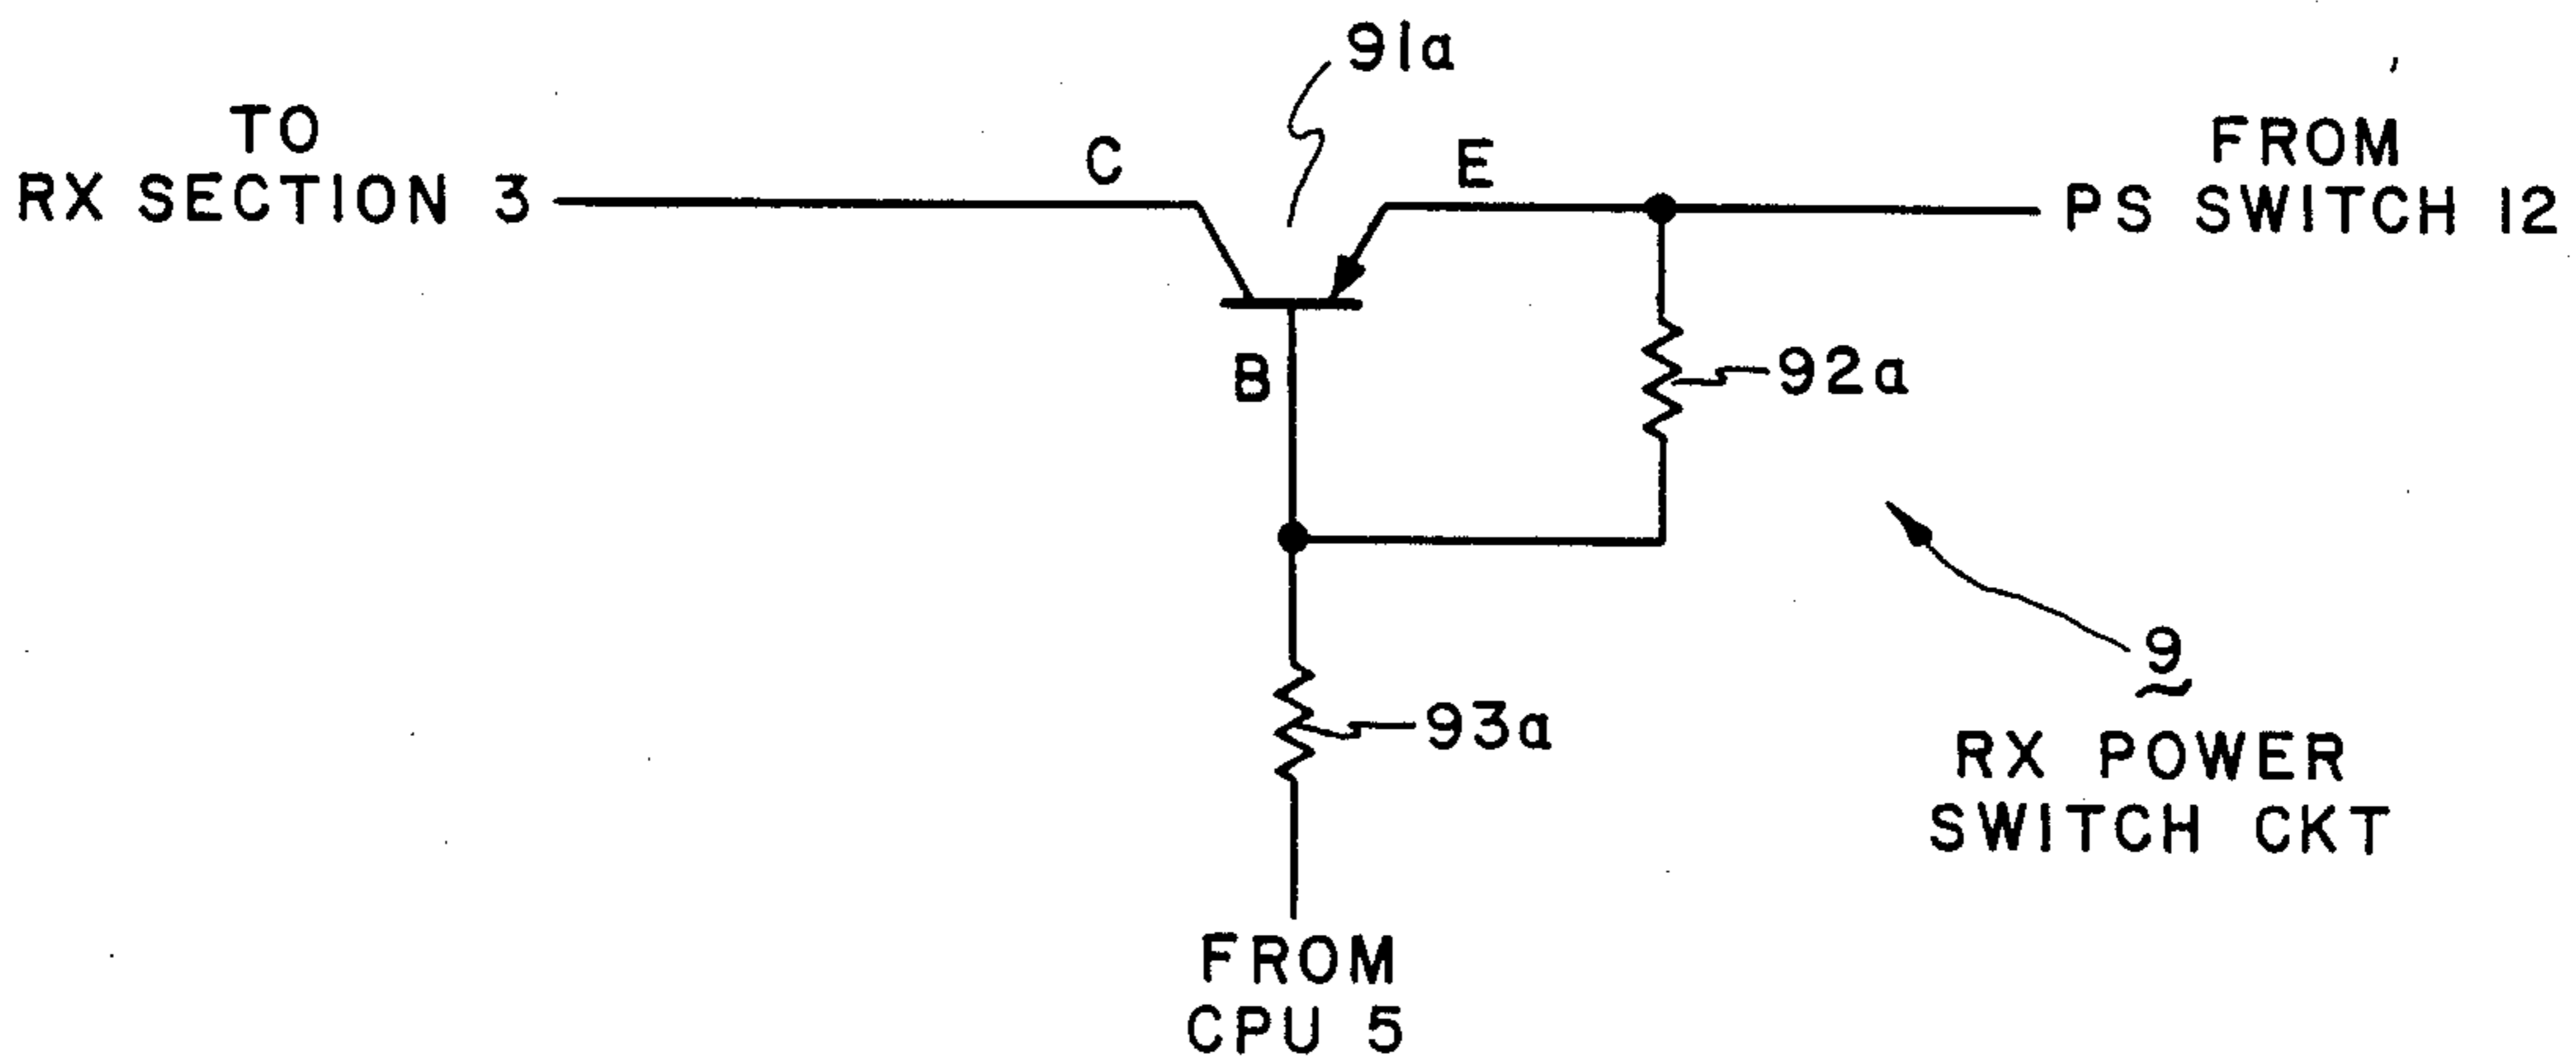 91a
TO
RX SECTION 3
C
E
FROM
PS SWITCH 12
B
92a
93a
9
RX POWER
SWITCH CKT
FROM
CPU 5